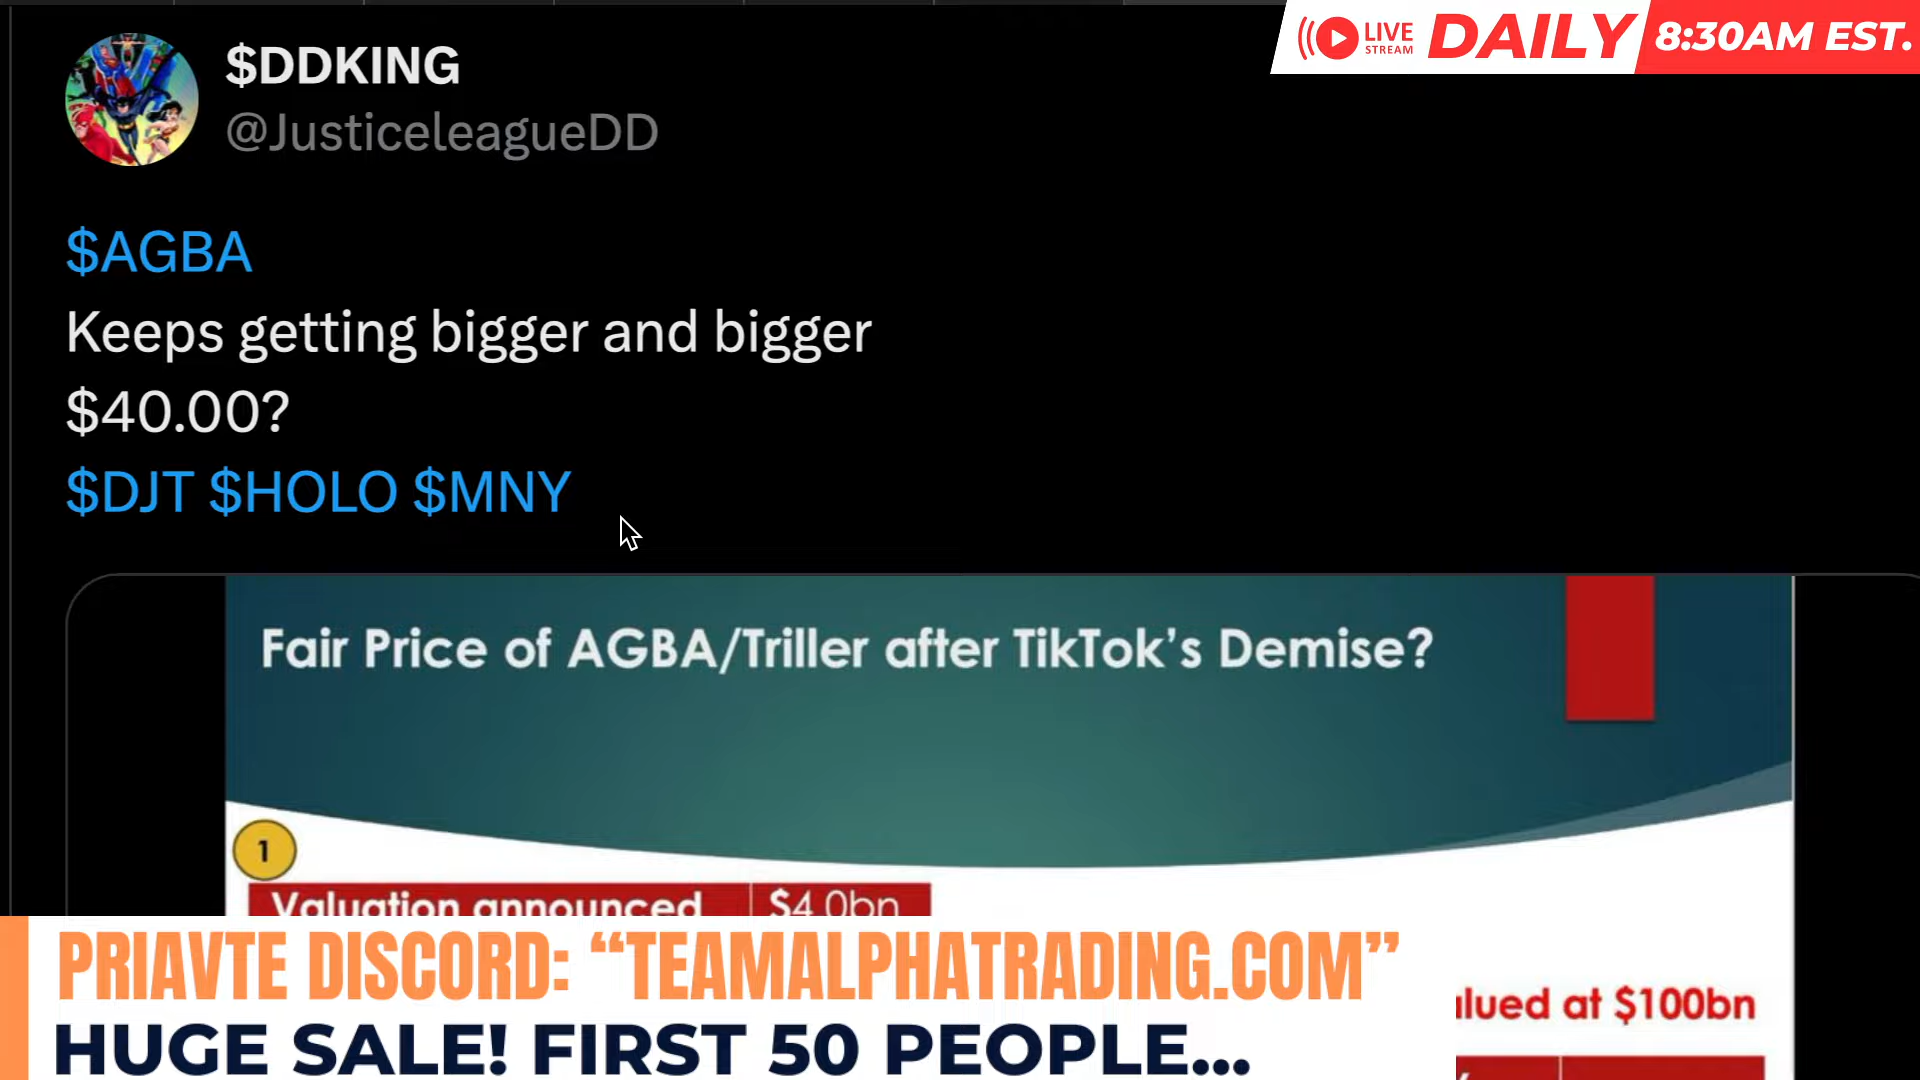 LIVE
STREAM
DAILY
8:30AM EST.
$DDKING
@JusticeleagueDD
$AGBA
Keeps getting bigger and bigger
$40.00?
$DJT $HOLO $MNY
Fair Price of AGBA/Triller after TikTok's Demise?
1
Valuation announced $4.0bn
PRIAVTE DISCORD: “TEAMALPHATRADING.COM”
at $100bn
HUGE SALE! FIRST 50 PEOPLE...